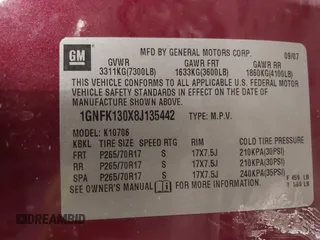 GM
MFD BY GENERAL MOTORS CORP. 09/07
GVWR GAWR FRT GAWR RR
3311KG(7300LB) 1633KG(3600LB) 1860KG(4100LB)
THIS VEHICLE CONFORMS TO ALL APPLICABLE U.S. FEDERAL MOTOR
VEHICLE SAFETY STANDARDS IN EFFECT ON THE DATE OF
MANUFACTURE SHOWN ABOVE.
1GNFK130X8J135442 TYPE: M.P.V.
MODEL: K10706
TIRE SIZE SPEED RTG RIM COLD TIRE PRESSURE
FRT P265/70R17 S 17X7.5J 210KPA(30PSI)
RR P265/70R17 S 17X7.5J 210KPA(30PSI)
SPA P265/70R17 S 17X7.5J 240KPA(35PSI)
SEE OWNER'S MANUAL FOR ADDITIONAL INFORMATION.
DREAMBID